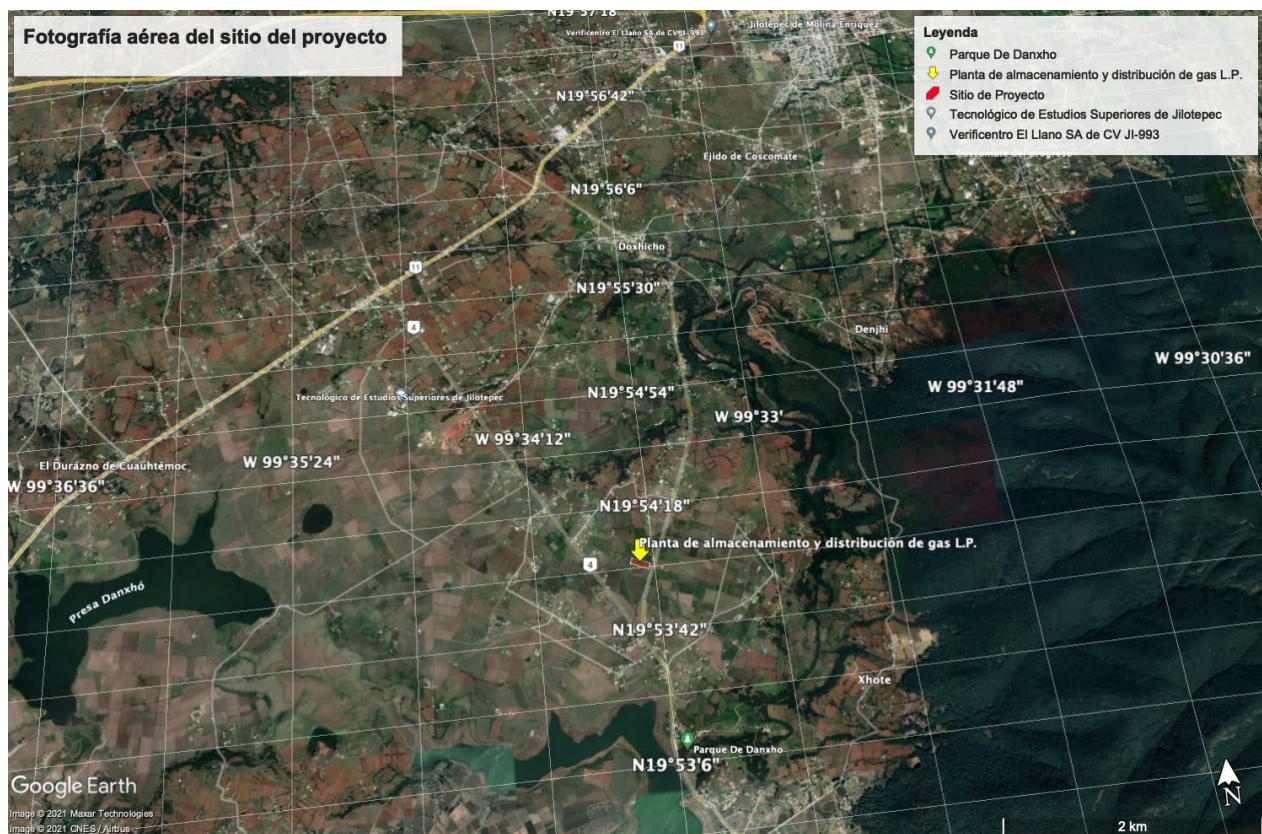 Fotografía aérea del sitio del proyecto
N19°57'18"
Verificentro El Llano SA de CV JI-993
Jilotepec de Molina Enríquez
11
Leyenda
Parque De Danxho
Planta de almacenamiento y distribución de gas L.P.
Sitio de Proyecto
Tecnológico de Estudios Superiores de Jilotepec
Verificentro El Llano SA de CV JI-993
N19°56'42"
Ejido de Coscomate
N19°56'6"
Doxhicho
11
N19°55'30"
4
Denjhi
W 99°30'36"
W 99°31'48"
N19°54'54"
Tecnológico de Estudios Superiores de Jilotepec
W 99°33'
W 99°34'12"
W 99°35'24"
El Durázno de Cuauhtémoc
W 99°36'36"
N19°54'18"
Planta de almacenamiento y distribución de gas L.P.
4
Presa Danxhó
N19°53'42"
Xhote
Parque De Danxho
N19°53'6"
Google Earth
Image © 2021 Maxar Technologies
Image © 2021 CNES / Airbus
N
2 km